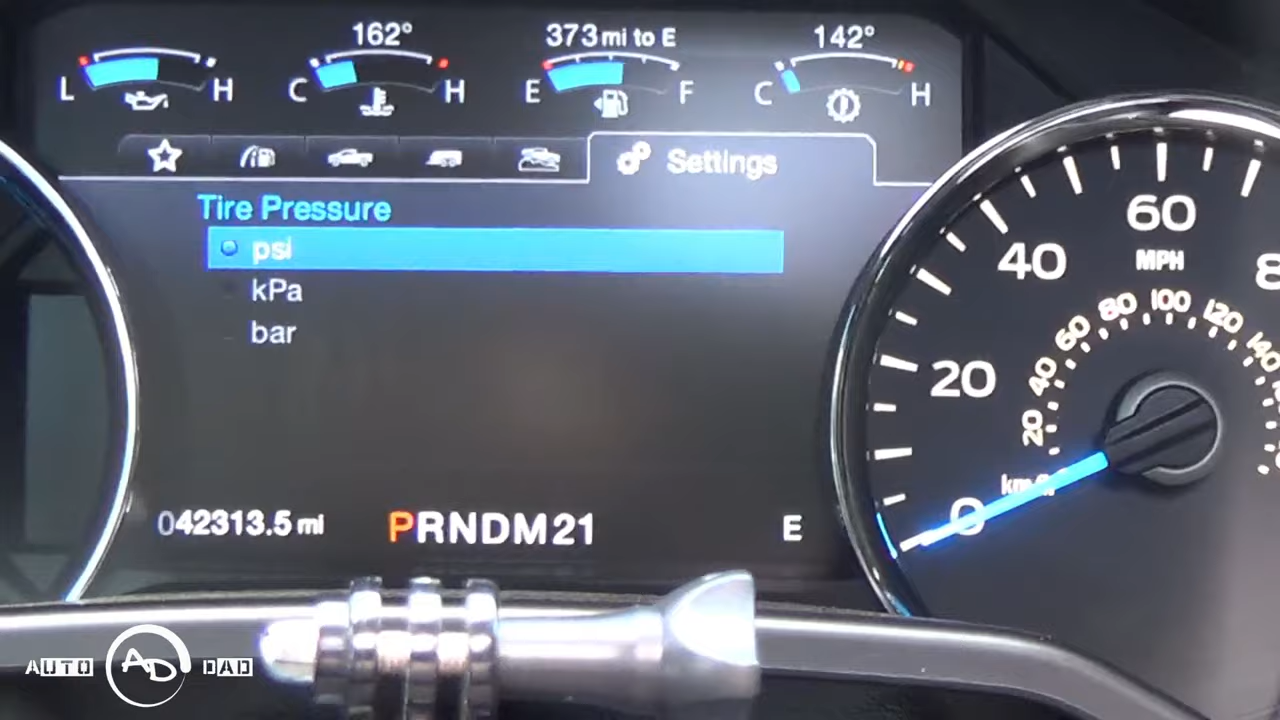 162° 373 mi to E 142°
L H C H E F C H
Settings
Tire Pressure
psi
kPa
bar
042313.5 mi PRNDM21 E
60
MPH
40
20
0
20 40 60 80 100 120 140
AUTO AD DAD